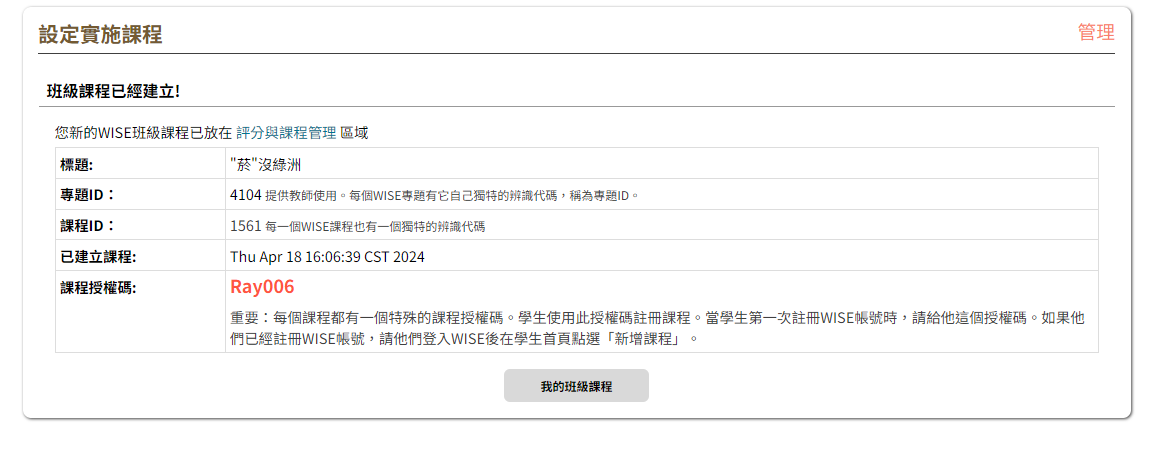 設定實施課程
管理
班級課程已經建立!
您新的WISE班級課程已放在 評分與課程管理 區域
標題: "菸"沒綠洲
專題ID： 4104 提供教師使用。每個WISE專題有它自己獨特的辨識代碼，稱為專題ID。
課程ID： 1561 每一個WISE課程也有一個獨特的辨識代碼
已建立課程: Thu Apr 18 16:06:39 CST 2024
課程授權碼: Ray006
重要：每個課程都有一個特殊的課程授權碼。學生使用此授權碼註冊課程。當學生第一次註冊WISE帳號時，請給他這個授權碼。如果他
們已經註冊WISE帳號，請他們登入WISE後在學生首頁點選「新增課程」。
我的班級課程